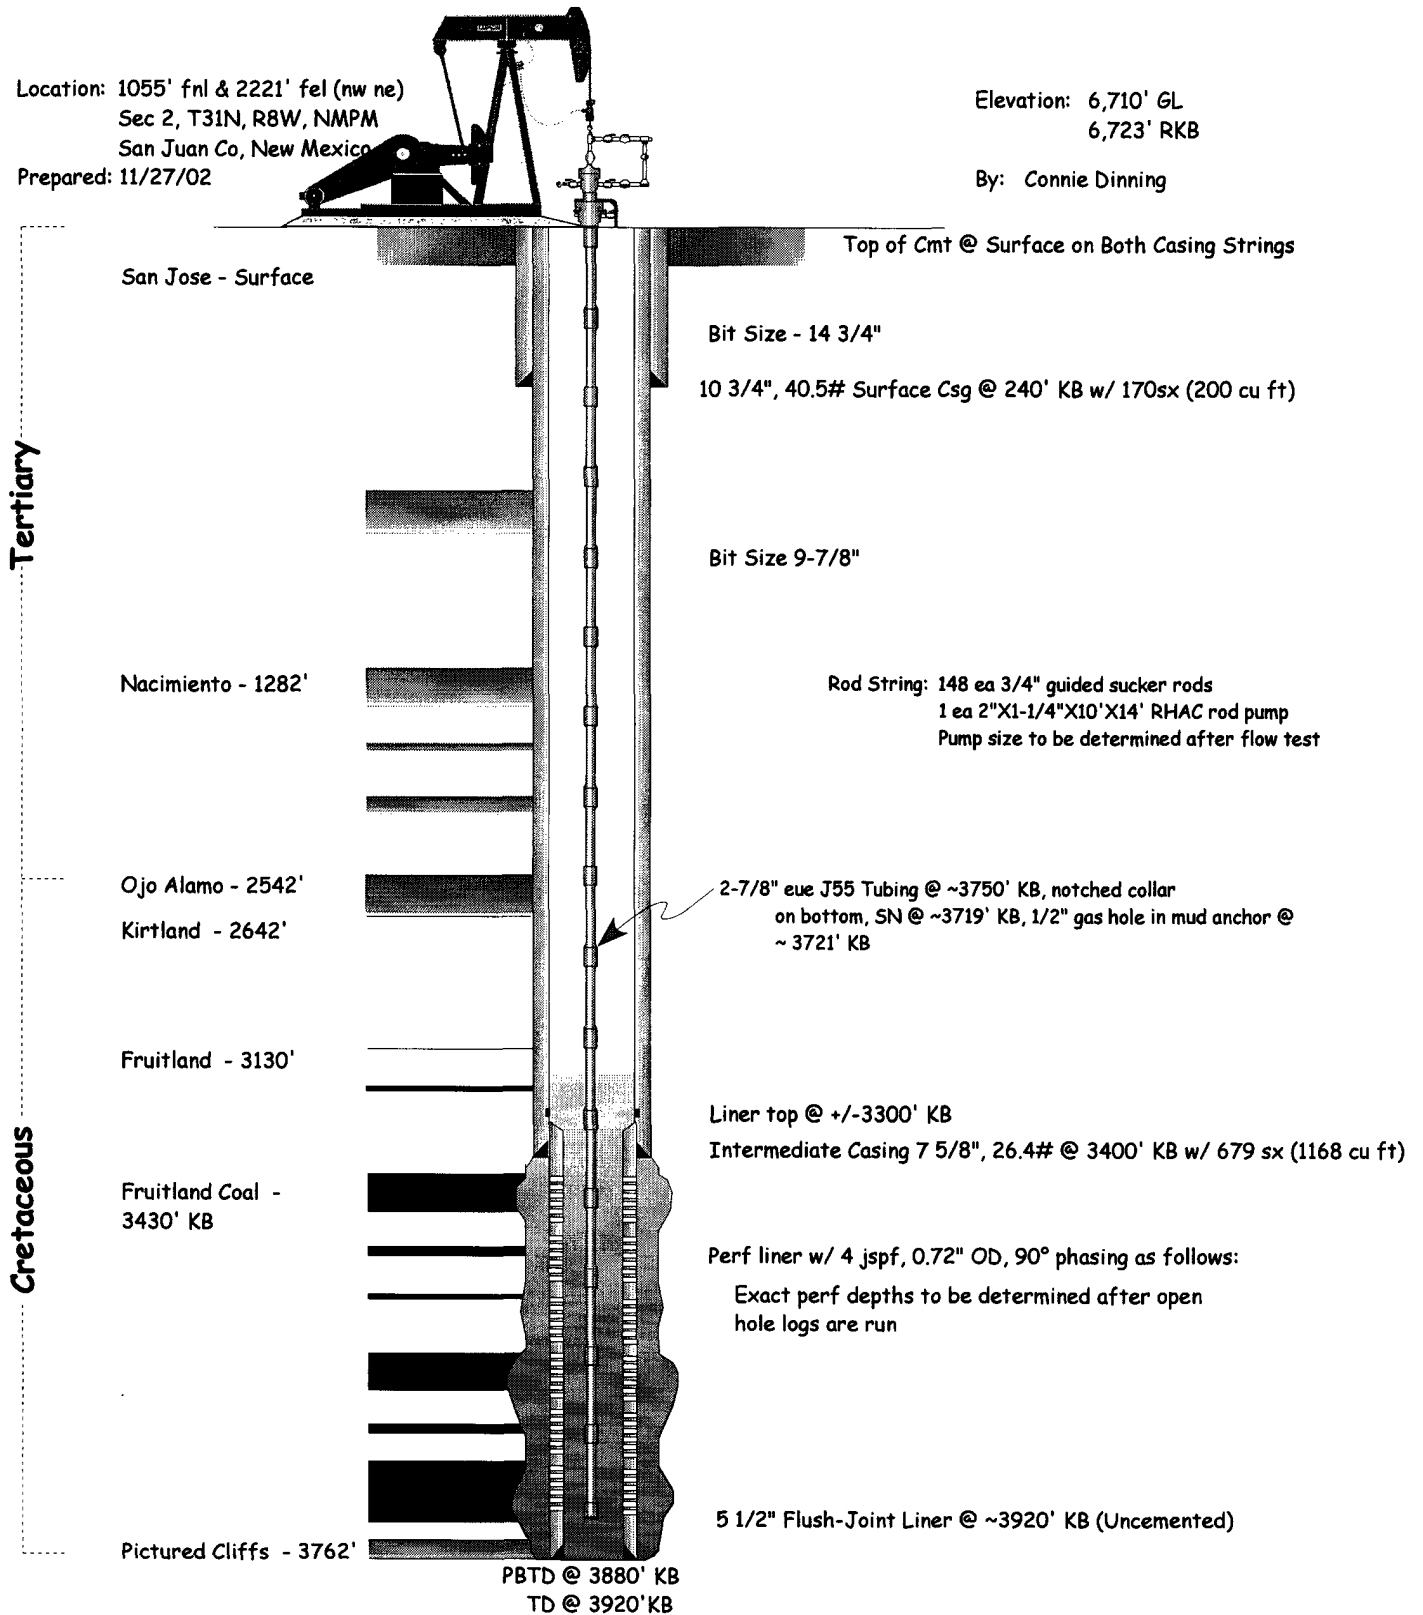 Location: 1055' fnl & 2221' fel (nw ne)
Sec 2, T31N, R8W, NMPM
San Juan Co, New Mexico
Prepared: 11/27/02
Elevation: 6,710' GL
6,723' RKB
By: Connie Dinning
Top of Cmt @ Surface on Both Casing Strings
San Jose - Surface
Bit Size - 14 3/4"
10 3/4", 40.5# Surface Csg @ 240' KB w/ 170sx (200 cu ft)
Tertiary
Bit Size 9-7/8"
Nacimiento - 1282'
Rod String: 148 ea 3/4" guided sucker rods
1 ea 2"X1-1/4"X10'X14' RHAC rod pump
Pump size to be determined after flow test
Ojo Alamo - 2542'
Kirtland - 2642'
2-7/8" eue J55 Tubing @ ~3750' KB, notched collar
on bottom, SN @ ~3719' KB, 1/2" gas hole in mud anchor @
~ 3721' KB
Fruitland - 3130'
Liner top @ +/-3300' KB
Intermediate Casing 7 5/8", 26.4# @ 3400' KB w/ 679 sx (1168 cu ft)
Cretaceous
Fruitland Coal -
3430' KB
Perf liner w/ 4 jspf, 0.72" OD, 90° phasing as follows:
Exact perf depths to be determined after open
hole logs are run
5 1/2" Flush-Joint Liner @ ~3920' KB (Uncemented)
Pictured Cliffs - 3762'
PBTD @ 3880' KB
TD @ 3920'KB